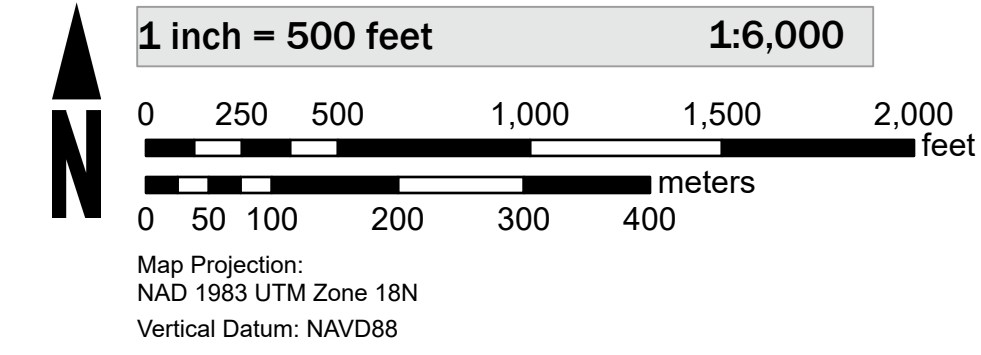 1 inch = 500 feet 1:6,000
0 250 500 1,000 1,500 2,000
feet
N
meters
0 50 100 200 300 400
Map Projection:
NAD 1983 UTM Zone 18N
Vertical Datum: NAVD88